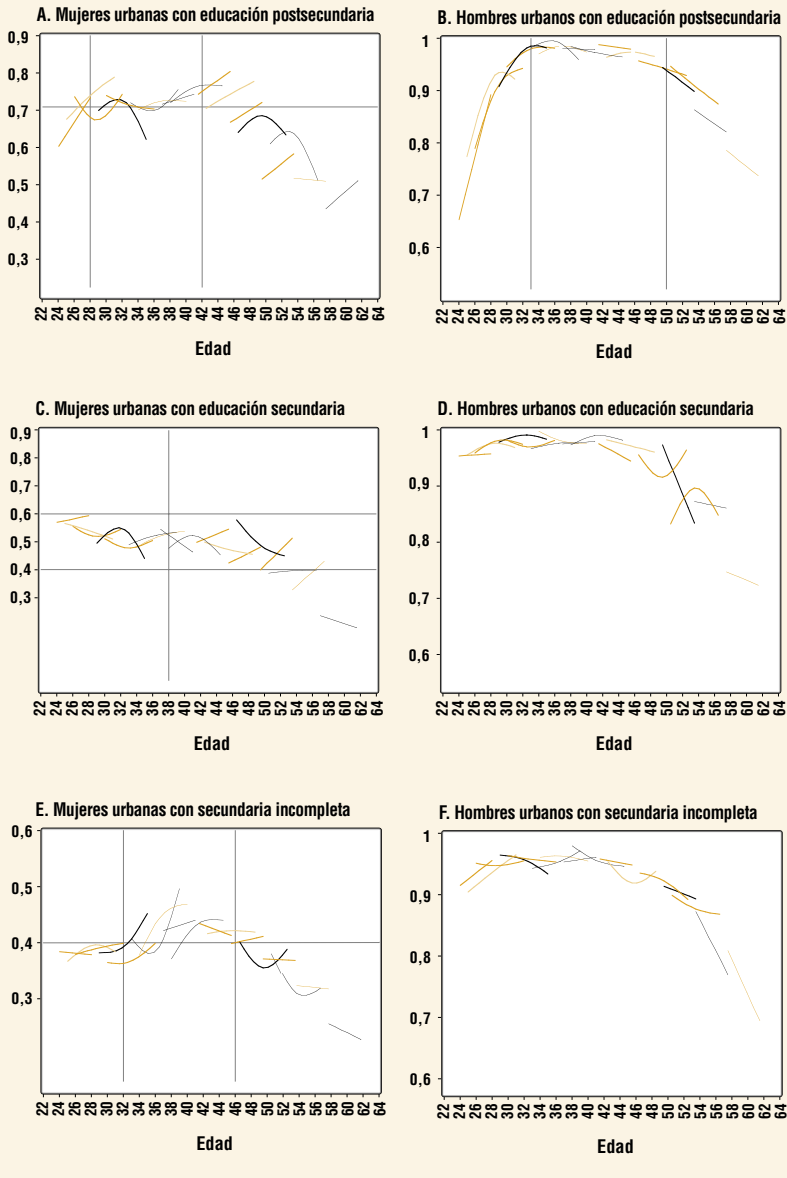 A. Mujeres urbanas con educación postsecundaria
0,9
0,8
0,7
0,6
0,5
0,4
0,3
22 24 26 28 30 32 34 36 38 40 42 44 46 48 50 52 54 56 58 60 62 64
Edad
B. Hombres urbanos con educación postsecundaria
1
0,9
0,8
0,7
0,6
22 24 26 28 30 32 34 36 38 40 42 44 46 48 50 52 54 56 58 60 62 64
Edad
C. Mujeres urbanas con educación secundaria
0,9
0,8
0,7
0,6
0,5
0,4
0,3
22 24 26 28 30 32 34 36 38 40 42 44 46 48 50 52 54 56 58 60 62 64
Edad
D. Hombres urbanos con educación secundaria
1
0,9
0,8
0,7
0,6
22 24 26 28 30 32 34 36 38 40 42 44 46 48 50 52 54 56 58 60 62 64
Edad
E. Mujeres urbanas con secundaria incompleta
0,6
0,5
0,4
0,3
22 24 26 28 30 32 34 36 38 40 42 44 46 48 50 52 54 56 58 60 62 64
Edad
F. Hombres urbanos con secundaria incompleta
1
0,9
0,8
0,7
0,6
22 24 26 28 30 32 34 36 38 40 42 44 46 48 50 52 54 56 58 60 62 64
Edad